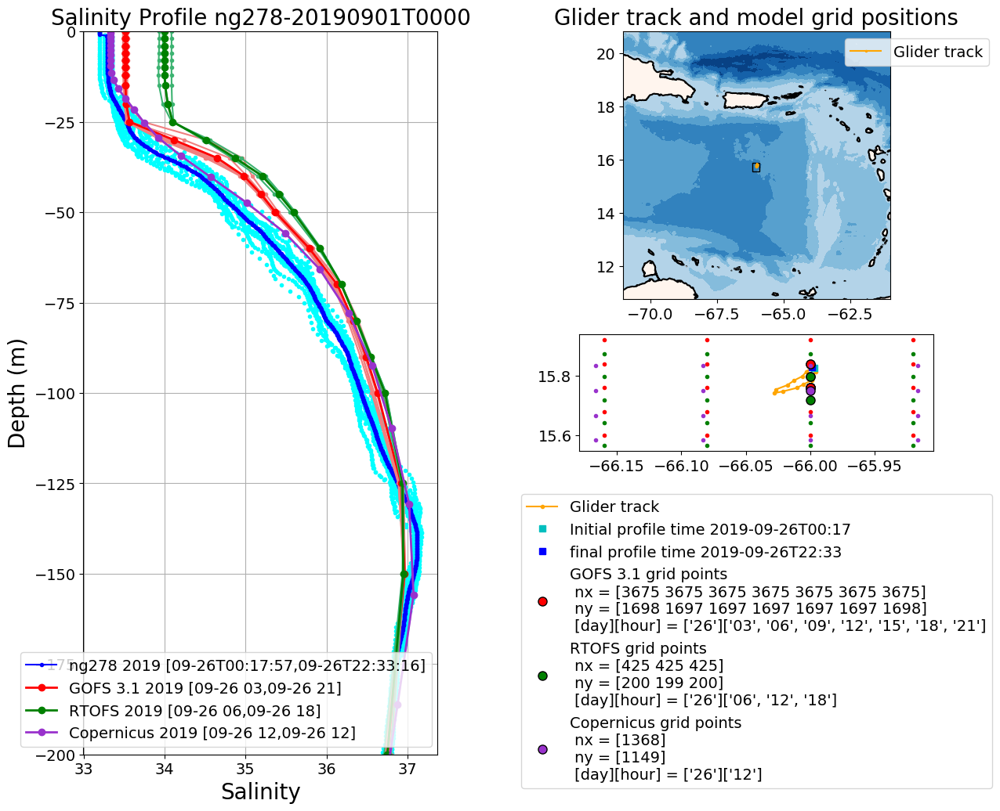 Salinity Profile ng278-20190901T0000
0
−25
−50
−75
−100
−125
−150
−175
−200
33
34
35
36
37
Depth (m)
Salinity
ng278 2019 [09-26T00:17:57,09-26T22:33:16]
GOFS 3.1 2019 [09-26 03,09-26 21]
RTOFS 2019 [09-26 06,09-26 18]
Copernicus 2019 [09-26 12,09-26 12]
Glider track and model grid positions
Glider track
20
18
16
14
12
−70.0
−67.5
−65.0
−62.5
15.8
15.6
−66.15
−66.10
−66.05
−66.00
−65.95
Glider track
Initial profile time 2019-09-26T00:17
final profile time 2019-09-26T22:33
GOFS 3.1 grid points
nx = [3675 3675 3675 3675 3675 3675 3675]
ny = [1698 1697 1697 1697 1697 1697 1698]
[day][hour] = ['26']['03', '06', '09', '12', '15', '18', '21']
RTOFS grid points
nx = [425 425 425]
ny = [200 199 200]
[day][hour] = ['26']['06', '12', '18']
Copernicus grid points
nx = [1368]
ny = [1149]
[day][hour] = ['26']['12']